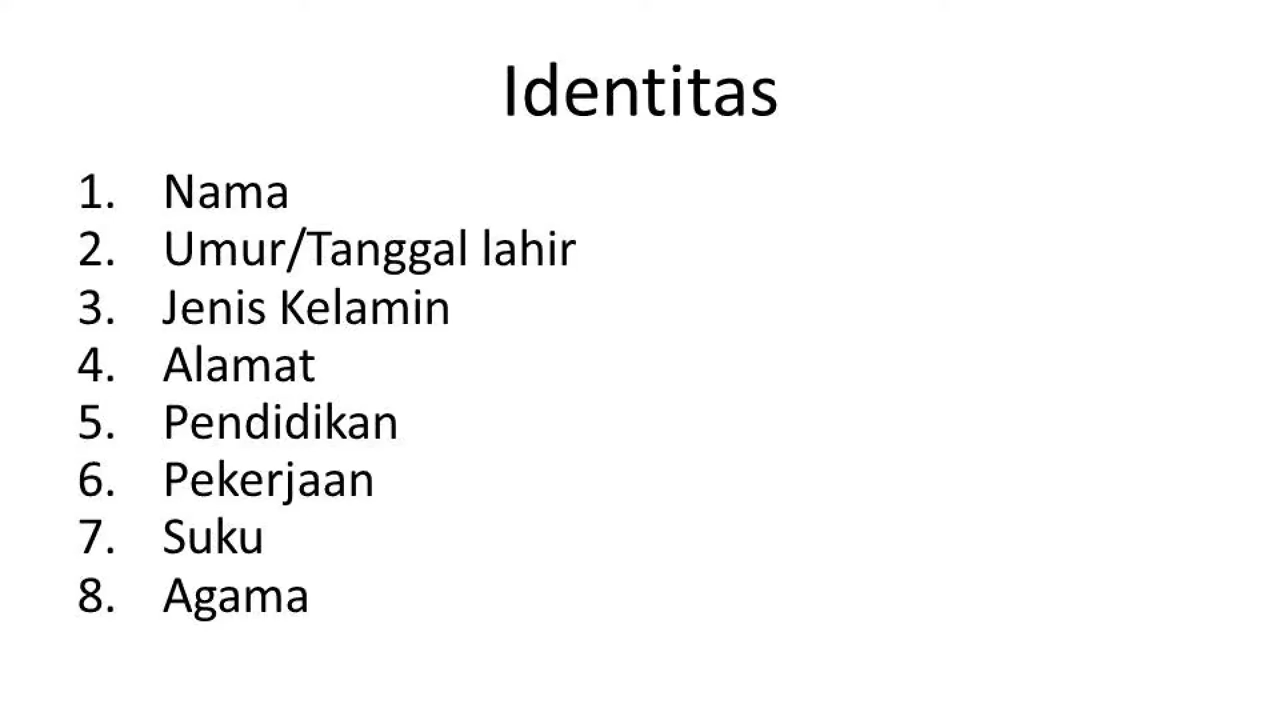 Identitas
1. Nama
2. Umur/Tanggal lahir
3. Jenis Kelamin
4. Alamat
5. Pendidikan
6. Pekerjaan
7. Suku
8. Agama